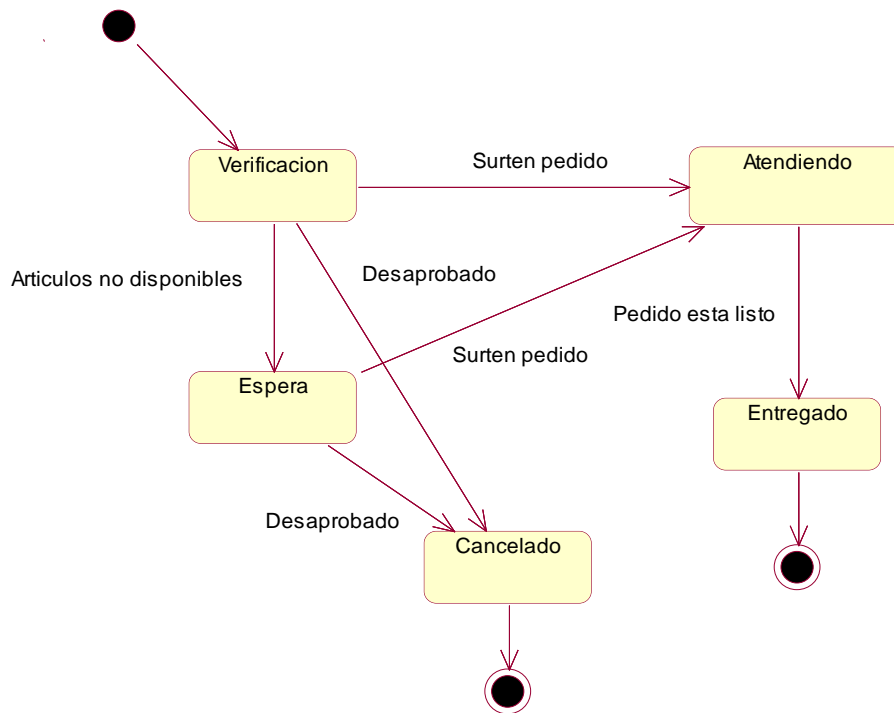 Verificacion
Surten pedido
Atendiendo
Articulos no disponibles
Desaprobado
Pedido esta listo
Surten pedido
Espera
Entregado
Desaprobado
Cancelado